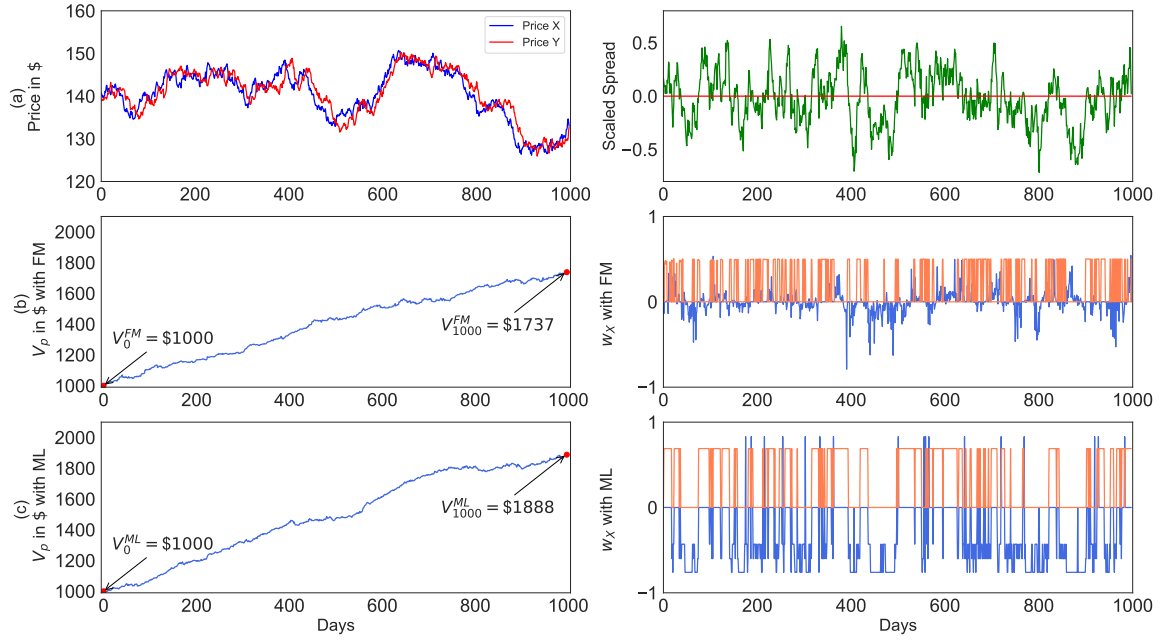 160
150
140
130
120
(a)
Price in $
Price X
Price Y
0 200 400 600 800 1000
0.5
0.0
−0.5
Scaled Spread
0 200 400 600 800 1000
2000
1800
1600
1400
1200
1000
(b)
V_p in $ with FM
V_0^{FM} = $1000
V_{1000}^{FM} = $1737
0 200 400 600 800 1000
1
0
−1
w_X with FM
0 200 400 600 800 1000
2000
1800
1600
1400
1200
1000
(c)
V_p in $ with ML
V_0^{ML} = $1000
V_{1000}^{ML} = $1888
0 200 400 600 800 1000
Days
1
0
−1
w_X with ML
0 200 400 600 800 1000
Days